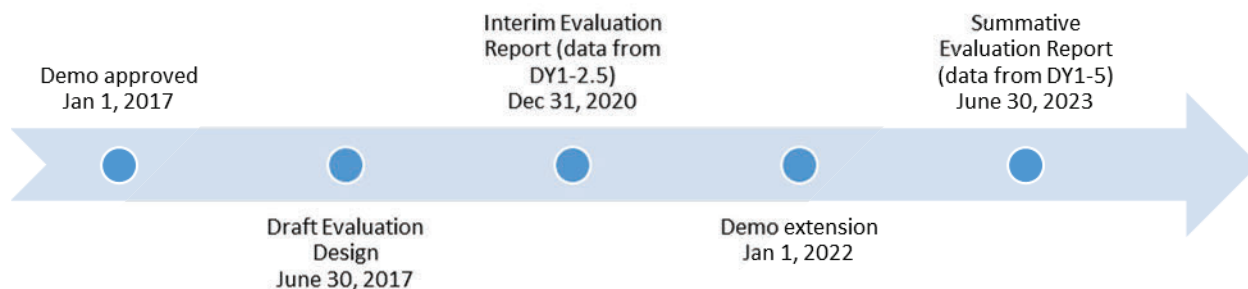 Demo approved
Jan 1, 2017
Draft Evaluation
Design
June 30, 2017
Interim Evaluation
Report (data from
DY1-2.5)
Dec 31, 2020
Demo extension
Jan 1, 2022
Summative
Evaluation Report
(data from DY1-5)
June 30, 2023